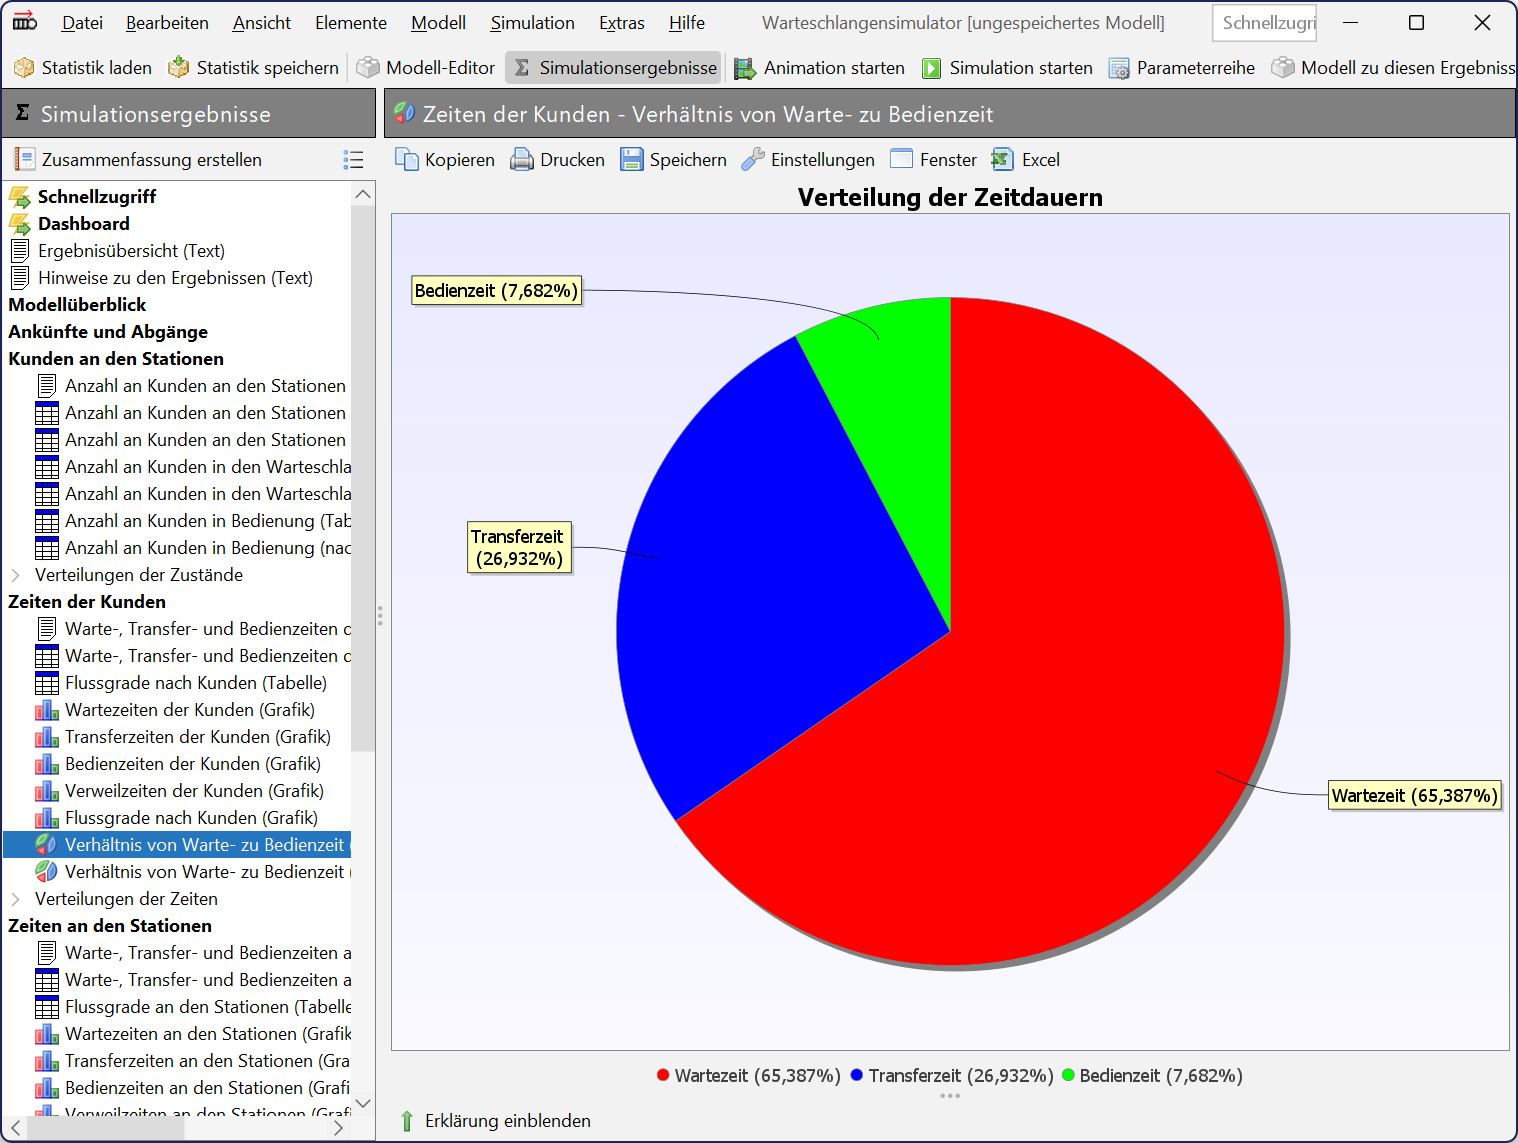 Datei Bearbeiten Ansicht Elemente Modell Simulation Extras Hilfe Warteschlangensimulator [ungespeichertes Modell] Schnellzugri
Statistik laden Statistik speichern Modell-Editor Simulationsergebnisse Animation starten Simulation starten Parameterreihe Modell zu diesen Ergebniss
Simulationsergebnisse
Zusammenfassung erstellen
Schnellzugriff
Dashboard
Ergebnisübersicht (Text)
Hinweise zu den Ergebnissen (Text)
Modellüberblick
Ankünfte und Abgänge
Kunden an den Stationen
Anzahl an Kunden an den Stationen
Anzahl an Kunden an den Stationen
Anzahl an Kunden an den Stationen
Anzahl an Kunden in den Warteschla
Anzahl an Kunden in den Warteschla
Anzahl an Kunden in Bedienung (Tab
Anzahl an Kunden in Bedienung (nac
Verteilungen der Zustände
Zeiten der Kunden
Warte-, Transfer- und Bedienzeiten d
Warte-, Transfer- und Bedienzeiten d
Flussgrade nach Kunden (Tabelle)
Wartezeiten der Kunden (Grafik)
Transferzeiten der Kunden (Grafik)
Bedienzeiten der Kunden (Grafik)
Verweilzeiten der Kunden (Grafik)
Flussgrade nach Kunden (Grafik)
Verhältnis von Warte- zu Bedienzeit (
Verhältnis von Warte- zu Bedienzeit (
Verteilungen der Zeiten
Zeiten an den Stationen
Warte-, Transfer- und Bedienzeiten a
Warte-, Transfer- und Bedienzeiten a
Flussgrade an den Stationen (Tabelle
Wartezeiten an den Stationen (Grafik
Transferzeiten an den Stationen (Gra
Bedienzeiten an den Stationen (Grafi
Verweilzeiten an den Stationen (Grafi
Zeiten der Kunden - Verhältnis von Warte- zu Bedienzeit
Kopieren Drucken Speichern Einstellungen Fenster Excel
Verteilung der Zeitdauern
Bedienzeit (7,682%)
Transferzeit
(26,932%)
Wartezeit (65,387%)
Wartezeit (65,387%) Transferzeit (26,932%) Bedienzeit (7,682%)
Erklärung einblenden